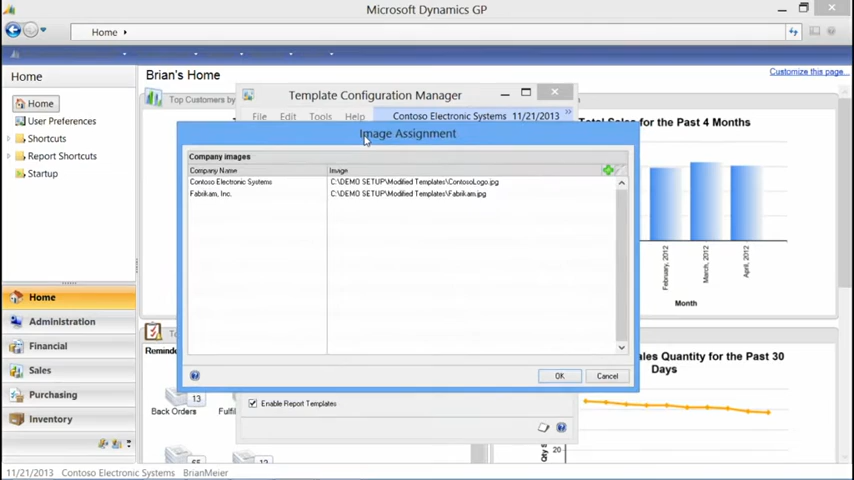 Microsoft Dynamics GP
Home
Home
Home
User Preferences
Shortcuts
Report Shortcuts
Startup
Home
Administration
Financial
Sales
Purchasing
Inventory
Brian's Home
Customize this page...
Top Customers by
Total Sales for the Past 4 Months
Template Configuration Manager
File Edit Tools Help Contoso Electronic Systems 11/21/2013
Image Assignment
Company images
Company Name Image
Contoso Electronic Systems C:\DEMO SETUP\Modified Templates\ContosoLogo.jpg
Fabrikam, Inc. C:\DEMO SETUP\Modified Templates\Fabrikam.jpg
OK Cancel
Enable Report Templates
February, 2012
March, 2012
April, 2012
Month
ales Quantity for the Past 30
Days
20
Remind
13
Back Orders Fulfi
11/21/2013 Contoso Electronic Systems BrianMeier